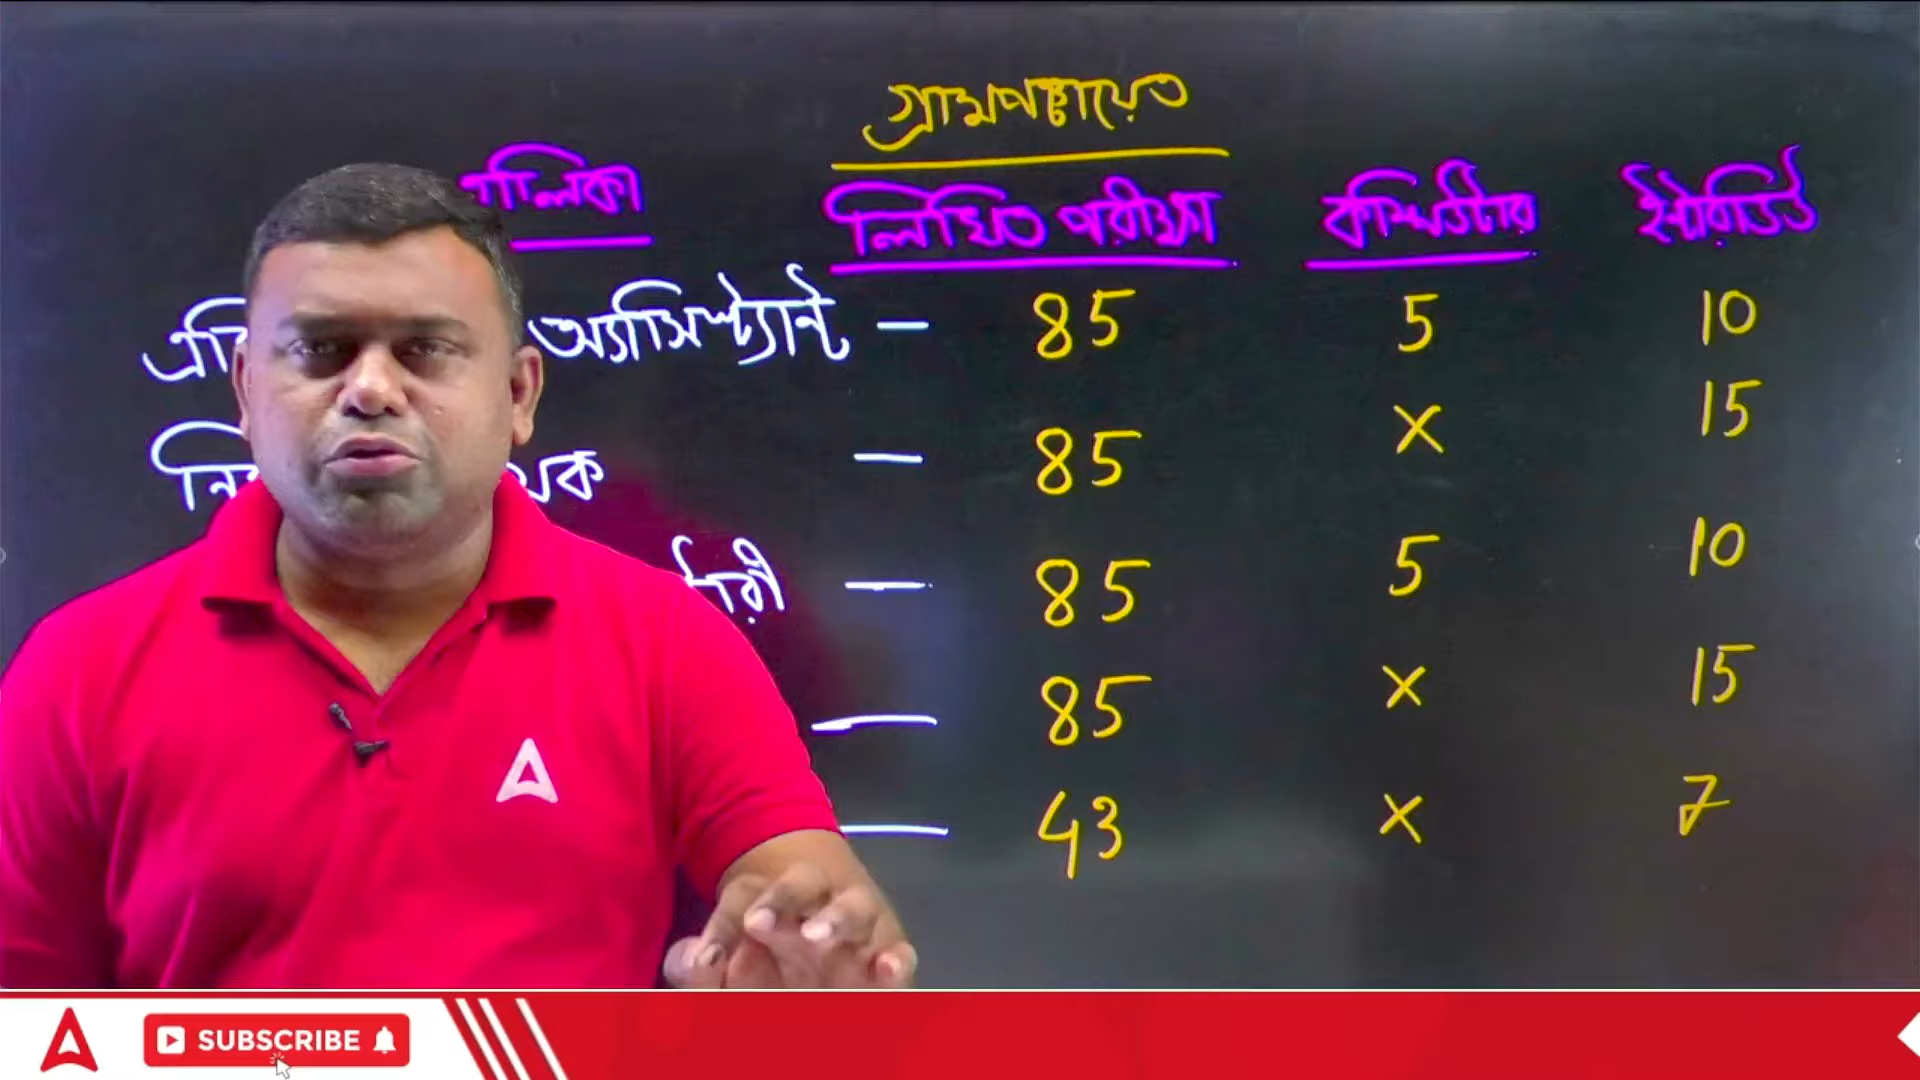 গ্রামপঞ্চায়েত
তালিকা লিখিত পরীক্ষা কম্পিউটার ইন্টারভিউ
অ্যাসিস্ট্যান্ট – 85 5 10
– 85 X 15
– 85 5 10
– 85 X 15
– 43 X 7
SUBSCRIBE